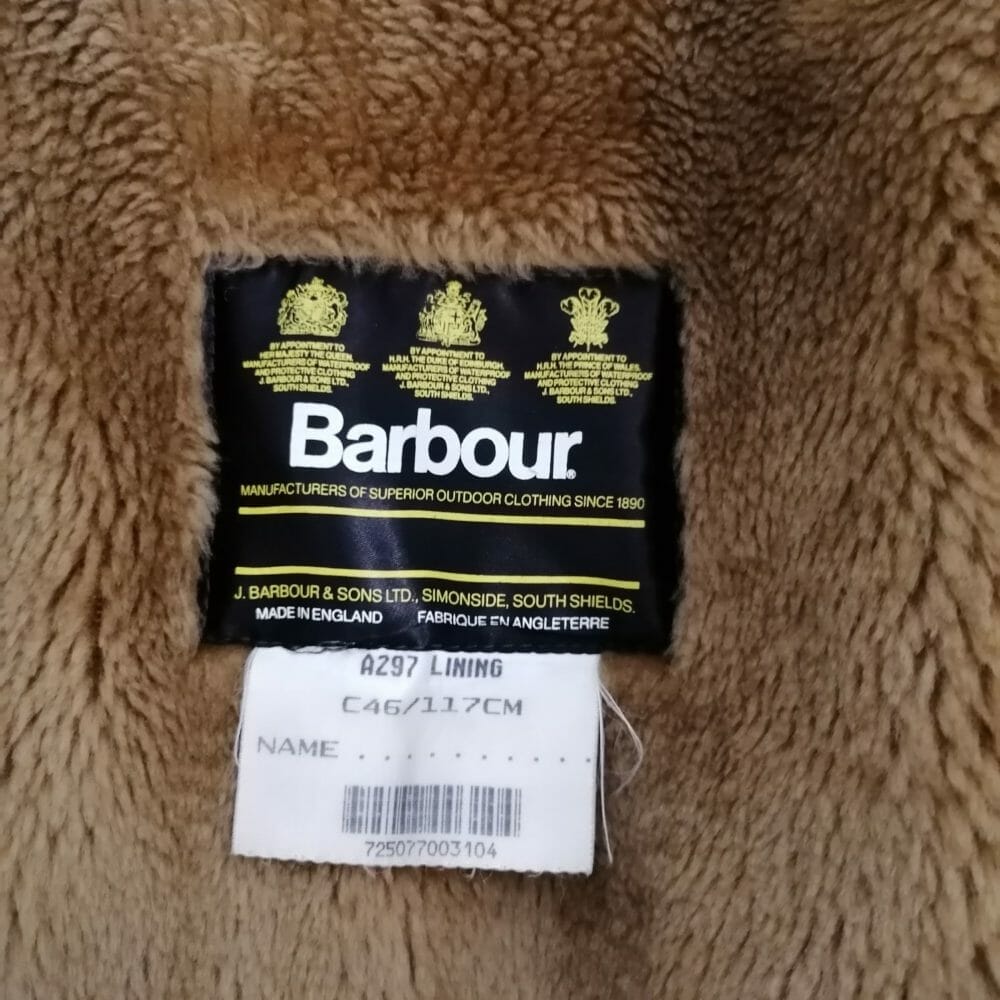 BY APPOINTMENT TO
HER MAJESTY THE QUEEN
MANUFACTURERS OF WATERPROOF
AND PROTECTIVE CLOTHING
J. BARBOUR & SONS LTD.,
SOUTH SHIELDS.
BY APPOINTMENT TO
H.R.H. THE DUKE OF EDINBURGH,
MANUFACTURERS OF WATERPROOF
AND PROTECTIVE CLOTHING
J. BARBOUR & SONS LTD.,
SOUTH SHIELDS.
BY APPOINTMENT TO
H.R.H. THE PRINCE OF WALES,
MANUFACTURERS OF WATERPROOF
AND PROTECTIVE CLOTHING
J. BARBOUR & SONS LTD.,
SOUTH SHIELDS.
Barbour®
MANUFACTURERS OF SUPERIOR OUTDOOR CLOTHING SINCE 1890
J. BARBOUR & SONS LTD., SIMONSIDE, SOUTH SHIELDS.
MADE IN ENGLAND FABRIQUE EN ANGLETERRE
A297 LINING
C46/117CM
NAME . . . . . . . . . .
725077003104